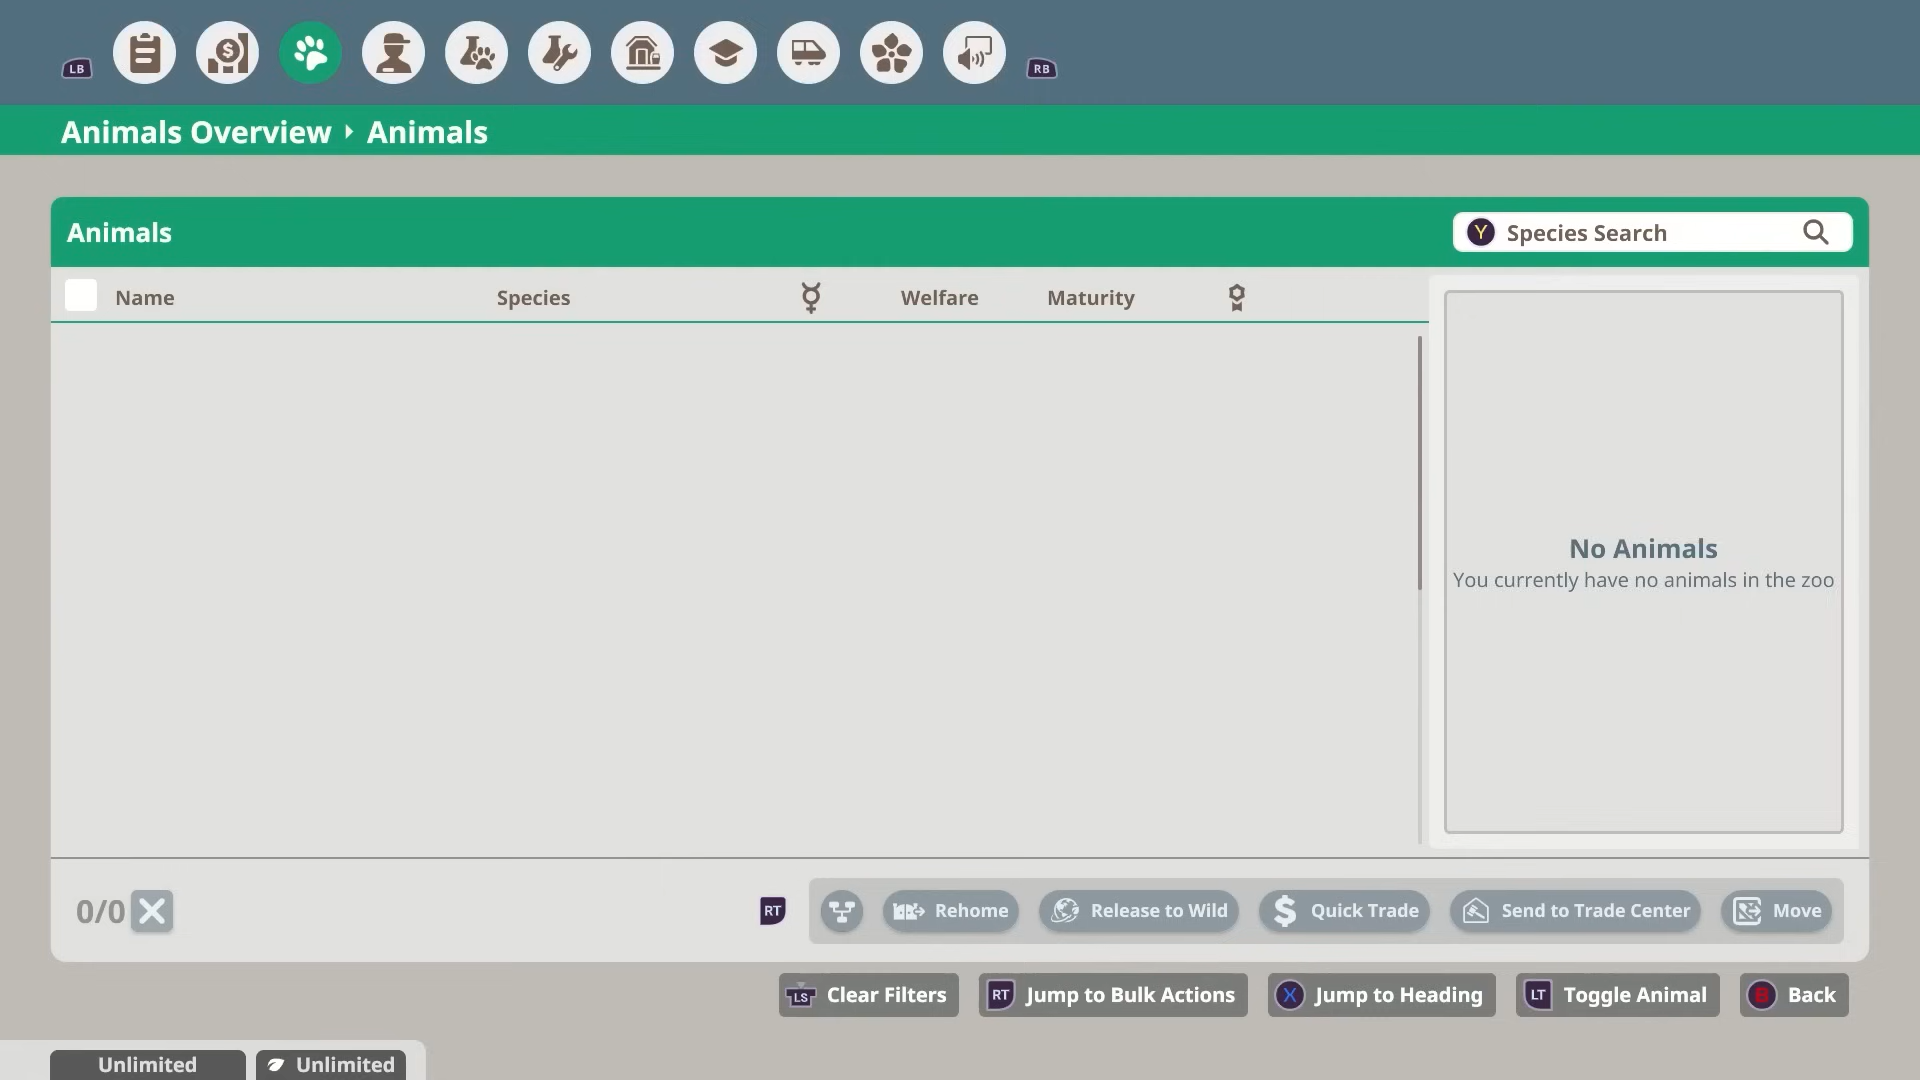 LB
RB
Animals Overview Animals
Animals
Y Species Search
Name Species Welfare Maturity
No Animals
You currently have no animals in the zoo
0/0
RT Rehome Release to Wild Quick Trade Send to Trade Center Move
LS Clear Filters RT Jump to Bulk Actions X Jump to Heading LT Toggle Animal B Back
Unlimited Unlimited